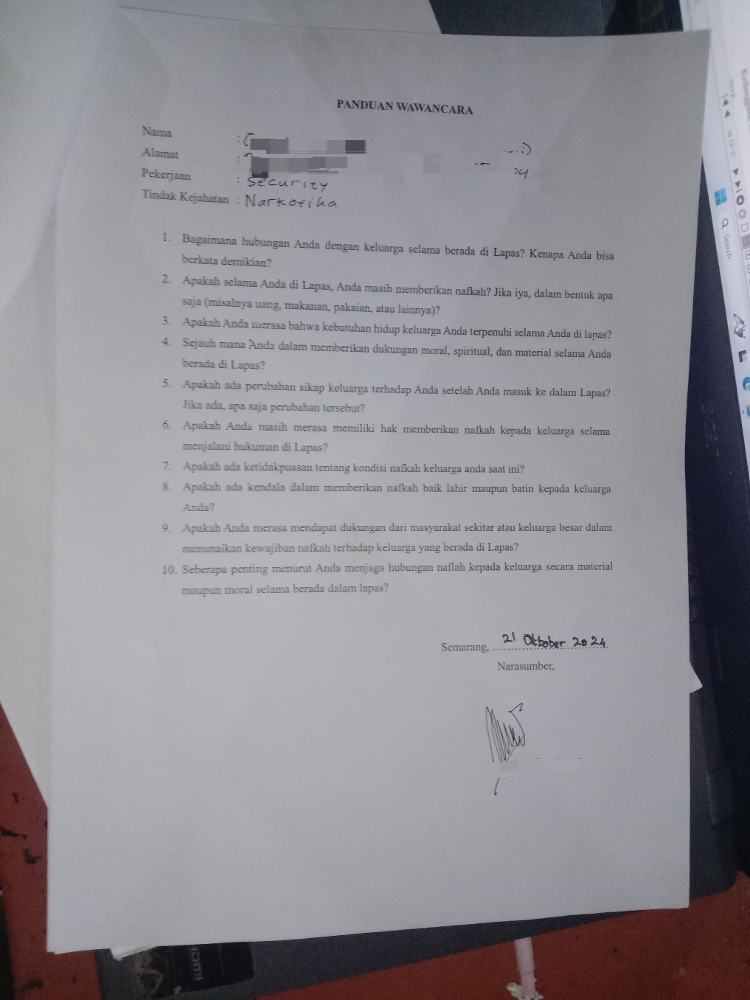 PANDUAN WAWANCARA
Nama :
Alamat :
Pekerjaan : Security
Tindak Kejahatan : Narkotika
1. Bagaimana hubungan Anda dengan keluarga selama berada di Lapas? Kenapa Anda bisa
berkata demikian?
2. Apakah selama Anda di Lapas, Anda masih memberikan nafkah? Jika iya, dalam bentuk apa
saja (misalnya uang, makanan, pakaian, atau lainnya)?
3. Apakah Anda merasa bahwa kebutuhan hidup keluarga Anda terpenuhi selama Anda di lapas?
4. Sejauh mana Anda dalam memberikan dukungan moral, spiritual, dan material selama Anda
berada di Lapas?
5. Apakah ada perubahan sikap keluarga terhadap Anda setelah Anda masuk ke dalam Lapas?
Jika ada, apa saja perubahan tersebut?
6. Apakah Anda masih merasa memiliki hak memberikan nafkah kepada keluarga selama
menjalani hukuman di Lapas?
7. Apakah ada ketidakpuasan tentang kondisi nafkah keluarga anda saat ini?
8. Apakah ada kendala dalam memberikan nafkah baik lahir maupun batin kepada keluarga
Anda?
9. Apakah Anda merasa mendapat dukungan dari masyarakat sekitar atau keluarga besar dalam
menunaikan kewajiban nafkah terhadap keluarga yang berada di Lapas?
10. Seberapa penting menurut Anda menjaga hubungan naflah kepada keluarga secara material
maupun moral selama berada dalam lapas?
Semarang, 21 Oktober 2024
Narasumber,
Search